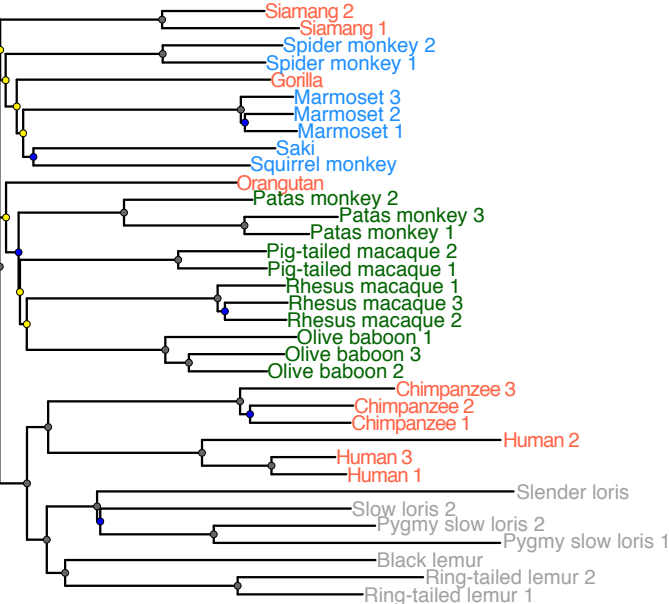 Siamang 2
Siamang 1
Spider monkey 2
Spider monkey 1
Gorilla
Marmoset 3
Marmoset 2
Marmoset 1
Saki
Squirrel monkey
Orangutan
Patas monkey 2
Patas monkey 3
Patas monkey 1
Pig-tailed macaque 2
Pig-tailed macaque 1
Rhesus macaque 1
Rhesus macaque 3
Rhesus macaque 2
Olive baboon 1
Olive baboon 3
Olive baboon 2
Chimpanzee 3
Chimpanzee 2
Chimpanzee 1
Human 2
Human 3
Human 1
Slender loris
Slow loris 2
Pygmy slow loris 2
Pygmy slow loris 1
Black lemur
Ring-tailed lemur 2
Ring-tailed lemur 1